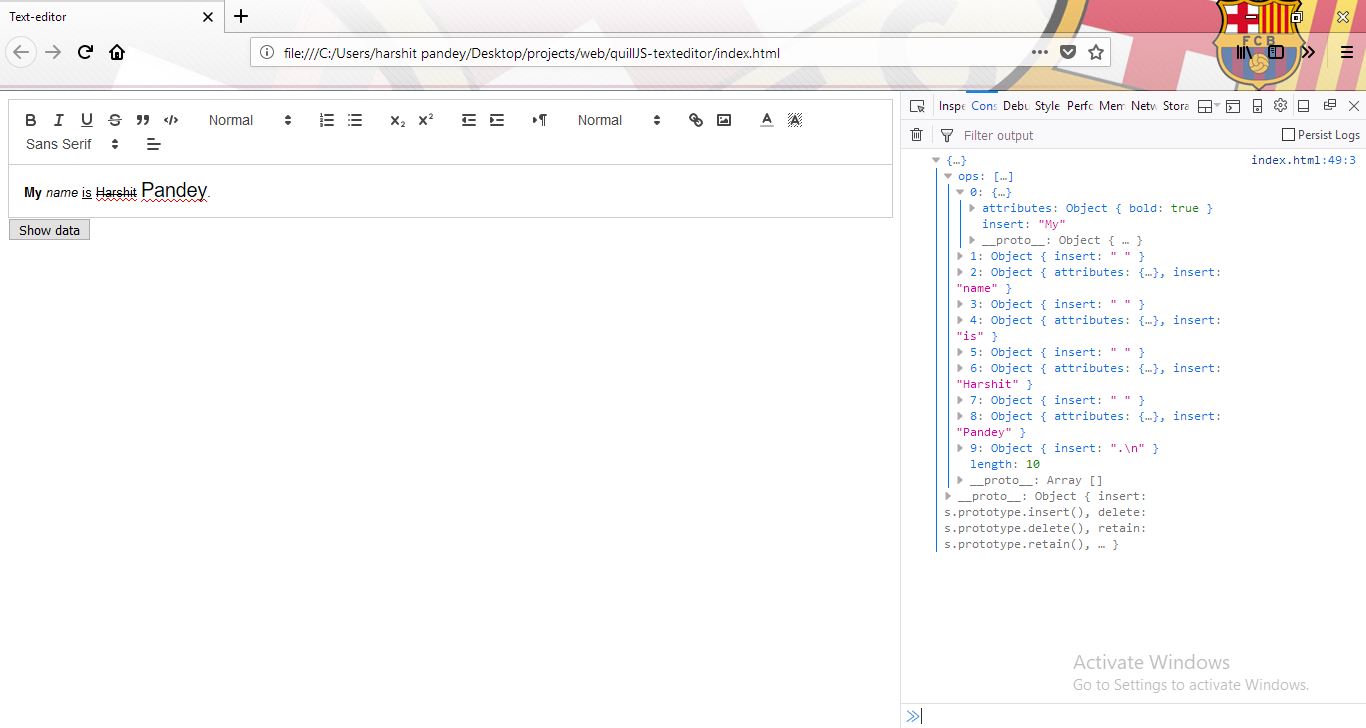 Text-editor
file:///C:/Users/harshit pandey/Desktop/projects/web/quillJS-texteditor/index.html
FCB
B I U S Normal X₂ X² Normal A A
Sans Serif
My name is Harshit Pandey.
Show data
Inspe Cons Debu Style Perfc Mem Netw Stora
Filter output Persist Logs
{…} index.html:49:3
ops: […]
0: {…}
attributes: Object { bold: true }
insert: "My"
__proto__: Object { … }
1: Object { insert: " " }
2: Object { attributes: {…}, insert:
"name" }
3: Object { insert: " " }
4: Object { attributes: {…}, insert:
"is" }
5: Object { insert: " " }
6: Object { attributes: {…}, insert:
"Harshit" }
7: Object { insert: " " }
8: Object { attributes: {…}, insert:
"Pandey" }
9: Object { insert: ".\n" }
length: 10
__proto__: Array []
__proto__: Object { insert:
s.prototype.insert(), delete:
s.prototype.delete(), retain:
s.prototype.retain(), … }
Activate Windows
Go to Settings to activate Windows.